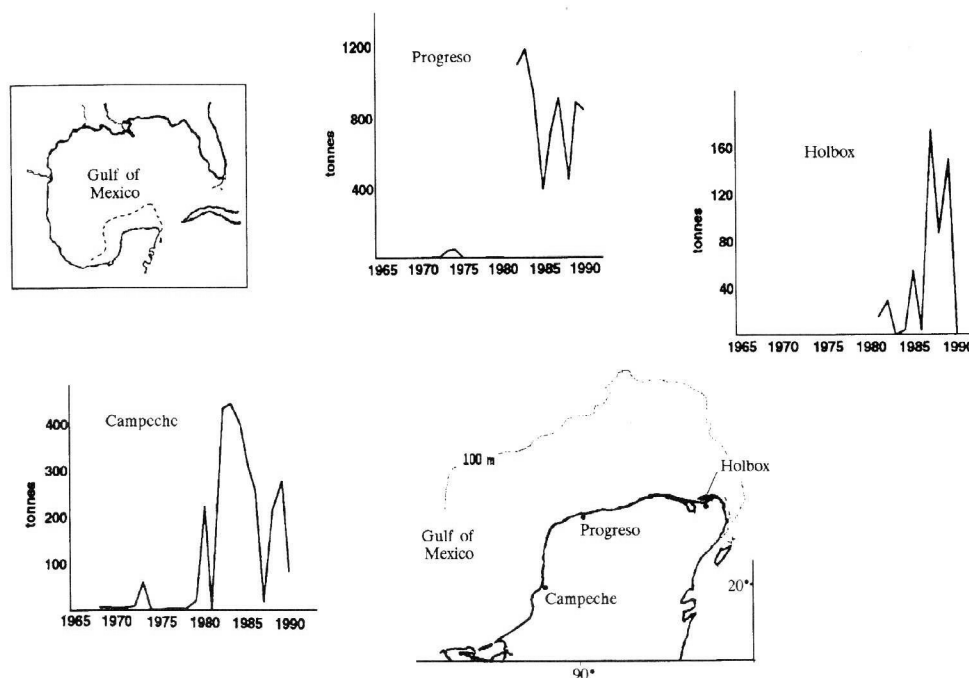 Gulf of
Mexico
Progreso
tonnes
1200
800
400
1965 1970 1975 1980 1985 1990
Holbox
tonnes
160
120
80
40
1965 1970 1975 1980 1985 1990
Campeche
tonnes
400
300
200
100
1965 1970 1975 1980 1985 1990
100 m
Holbox
Gulf of
Mexico
Progreso
Campeche
20°
90°